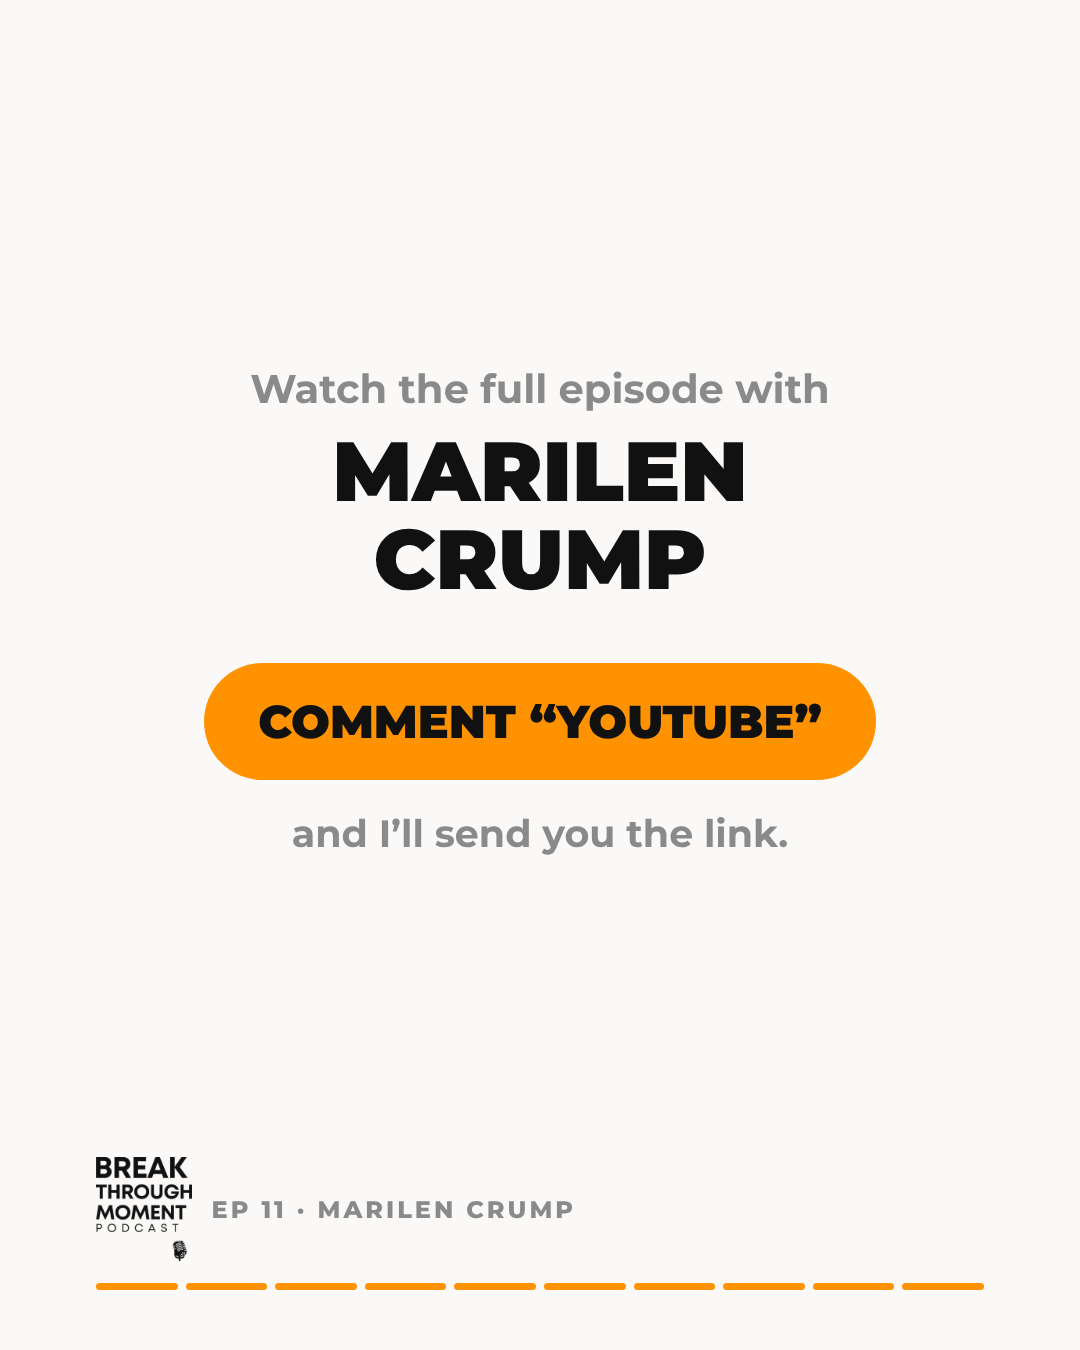 Watch the full episode with
MARILEN
CRUMP
COMMENT “YOUTUBE”
and I’ll send you the link.
BREAK
THROUGH
MOMENT
PODCAST
EP 11 · MARILEN CRUMP